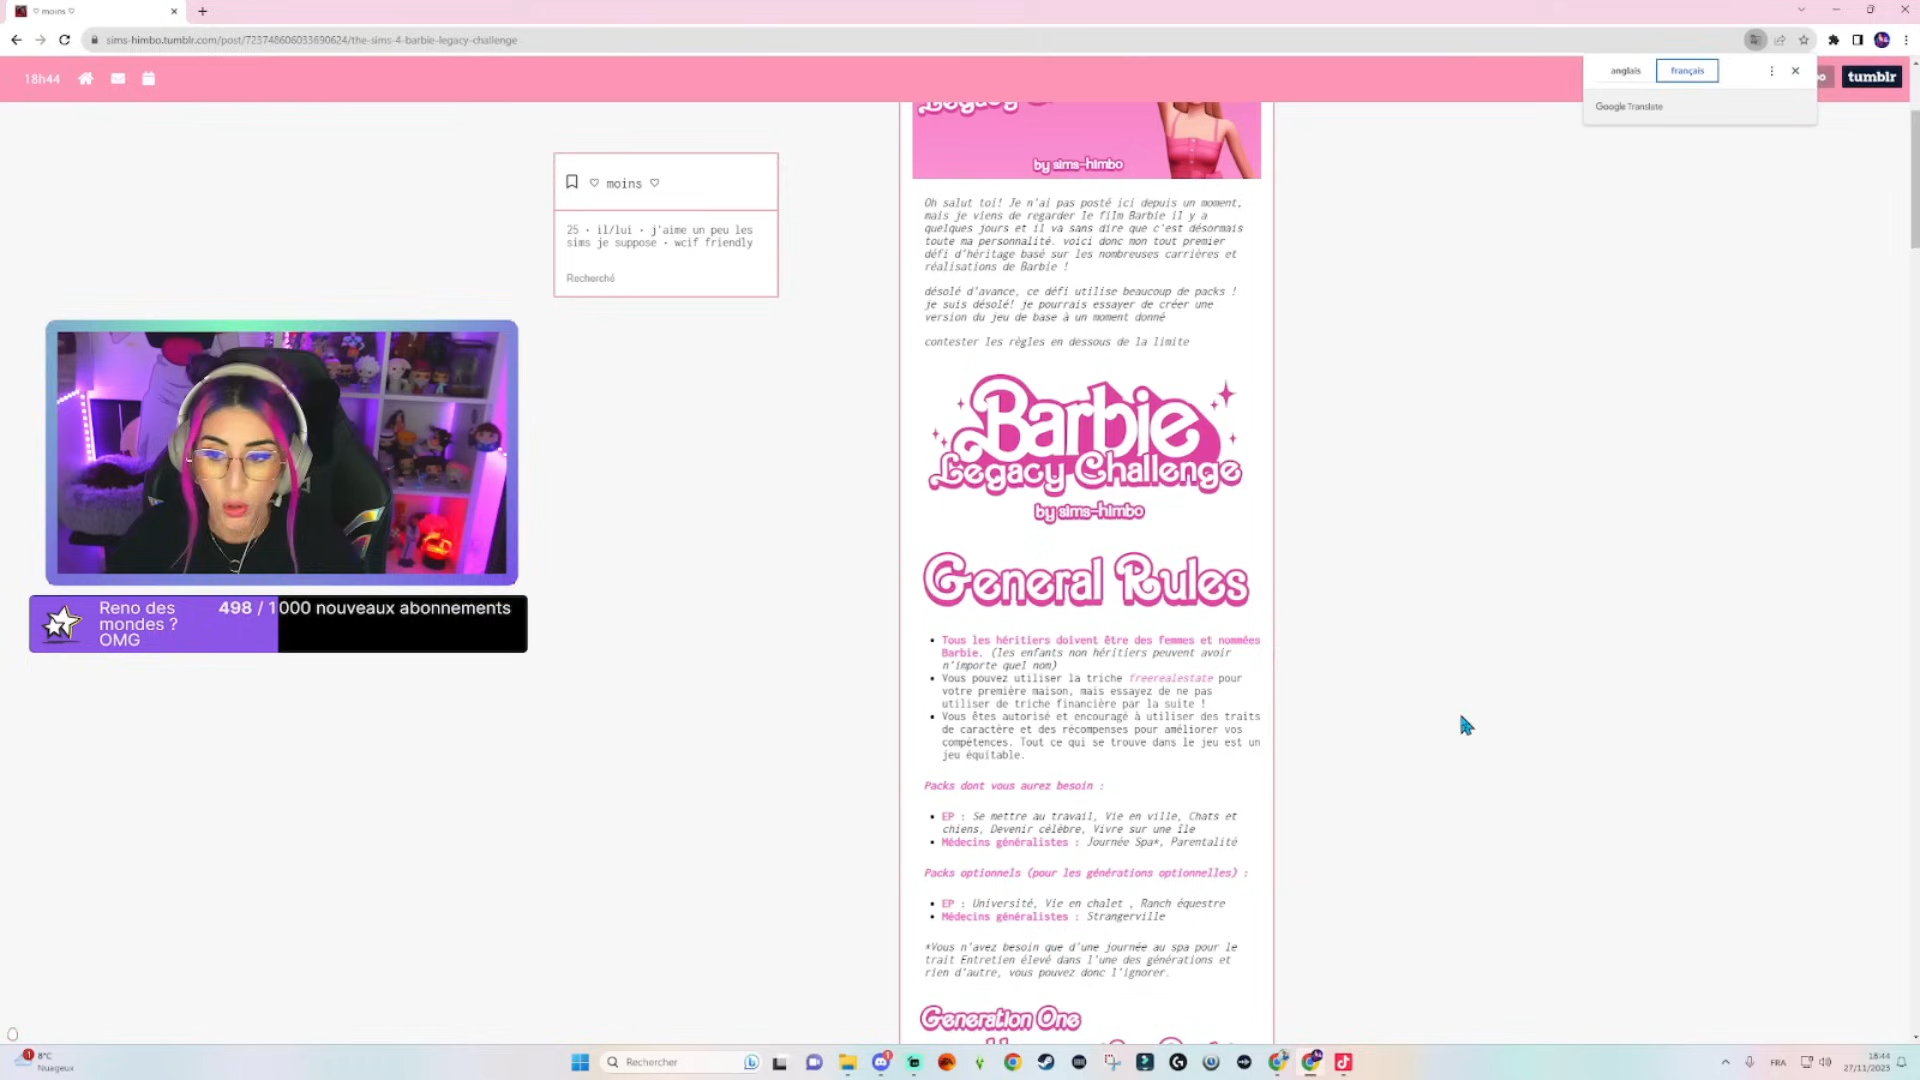 ♡ moins ♡
sims-himbo.tumblr.com/post/723748606033690624/the-sims-4-barbie-legacy-challenge
18h44
anglais
français
Google Translate
tumblr
by sims-himbo
♡ moins ♡
25 · il/lui · j'aime un peu les
sims je suppose · wcif friendly
Recherché
Oh salut toi! Je n'ai pas posté ici depuis un moment,
mais je viens de regarder le film Barbie il y a
quelques jours et il va sans dire que c'est désormais
toute ma personnalité. voici donc mon tout premier
défi d'héritage basé sur les nombreuses carrières et
réalisations de Barbie !
désolé d'avance, ce défi utilise beaucoup de packs !
je suis désolé! je pourrais essayer de créer une
version du jeu de base à un moment donné
contester les règles en dessous de la limite
Barbie
Legacy Challenge
by sims-himbo
General Rules
Tous les héritiers doivent être des femmes et nommées
Barbie. (les enfants non héritiers peuvent avoir
n'importe quel nom)
Vous pouvez utiliser la triche freerealestate pour
votre première maison, mais essayez de ne pas
utiliser de triche financière par la suite !
Vous êtes autorisé et encouragé à utiliser des traits
de caractère et des récompenses pour améliorer vos
compétences. Tout ce qui se trouve dans le jeu est un
jeu équitable.
Packs dont vous aurez besoin :
EP : Se mettre au travail, Vie en ville, Chats et
chiens, Devenir célèbre, Vivre sur une île
Médecins généralistes : Journée Spa*, Parentalité
Packs optionnels (pour les générations optionnelles) :
EP : Université, Vie en chalet , Ranch équestre
Médecins généralistes : Strangerville
*Vous n'avez besoin que d'une journée au spa pour le
trait Entretien élevé dans l'une des générations et
rien d'autre, vous pouvez donc l'ignorer.
Generation One
Reno des
mondes ?
OMG
498 / 1000 nouveaux abonnements
8°C
Nuageux
Rechercher
FRA
18:44
27/11/2023